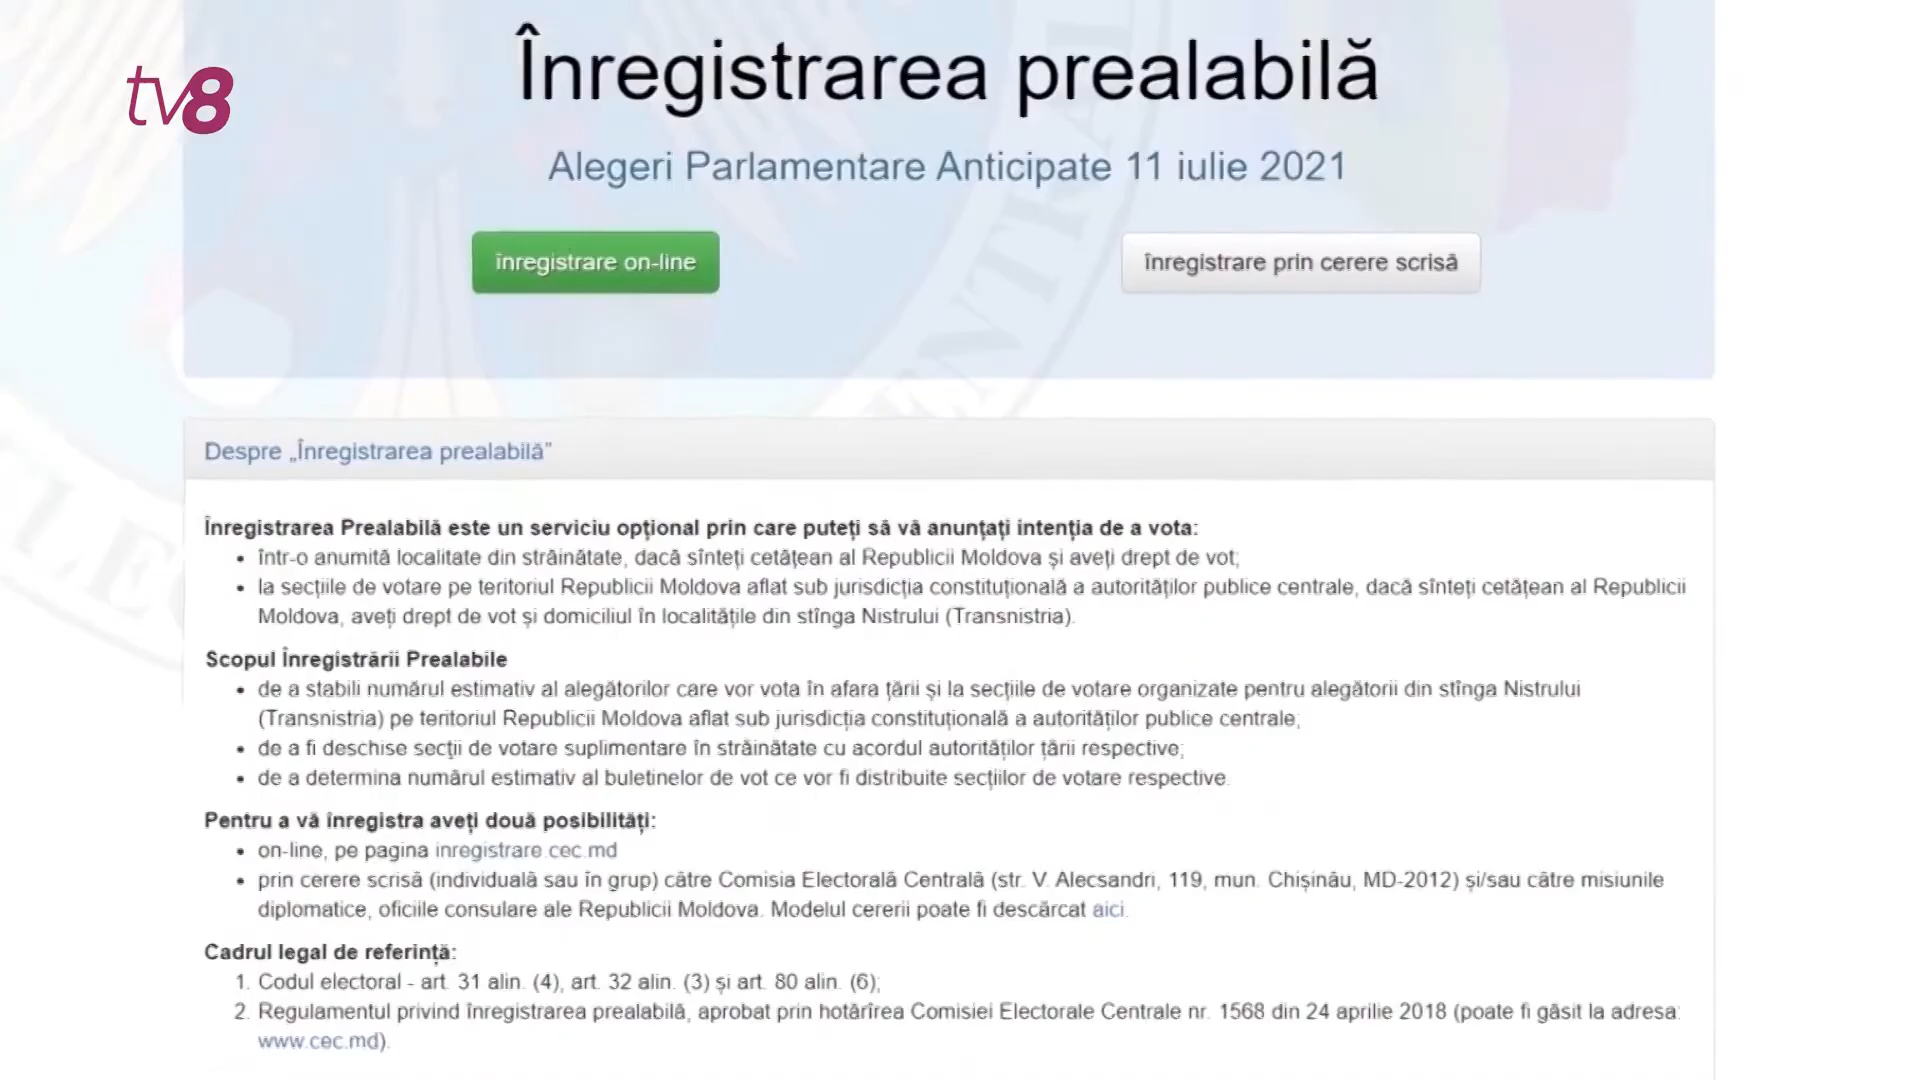 tv8
Înregistrarea prealabilă
Alegeri Parlamentare Anticipate 11 iulie 2021
înregistrare on-line
înregistrare prin cerere scrisă
Despre „Înregistrarea prealabilă”
Înregistrarea Prealabilă este un serviciu opțional prin care puteți să vă anunțați intenția de a vota:
• într-o anumită localitate din străinătate, dacă sînteți cetățean al Republicii Moldova și aveți drept de vot;
• la secțiile de votare pe teritoriul Republicii Moldova aflat sub jurisdicția constituțională a autorităților publice centrale, dacă sînteți cetățean al Republicii
Moldova, aveți drept de vot și domiciliul în localitățile din stînga Nistrului (Transnistria).
Scopul Înregistrării Prealabile
• de a stabili numărul estimativ al alegătorilor care vor vota în afara țării și la secțiile de votare organizate pentru alegătorii din stînga Nistrului
(Transnistria) pe teritoriul Republicii Moldova aflat sub jurisdicția constituțională a autorităților publice centrale;
• de a fi deschise secții de votare suplimentare în străinătate cu acordul autorităților țării respective;
• de a determina numărul estimativ al buletinelor de vot ce vor fi distribuite secțiilor de votare respective.
Pentru a vă înregistra aveți două posibilități:
• on-line, pe pagina inregistrare.cec.md
• prin cerere scrisă (individuală sau în grup) către Comisia Electorală Centrală (str. V. Alecsandri, 119, mun. Chișinău, MD-2012) și/sau către misiunile
diplomatice, oficiile consulare ale Republicii Moldova. Modelul cererii poate fi descărcat aici.
Cadrul legal de referință:
1. Codul electoral - art. 31 alin. (4), art. 32 alin. (3) și art. 80 alin. (6);
2. Regulamentul privind înregistrarea prealabilă, aprobat prin hotărîrea Comisiei Electorale Centrale nr. 1568 din 24 aprilie 2018 (poate fi găsit la adresa:
www.cec.md).